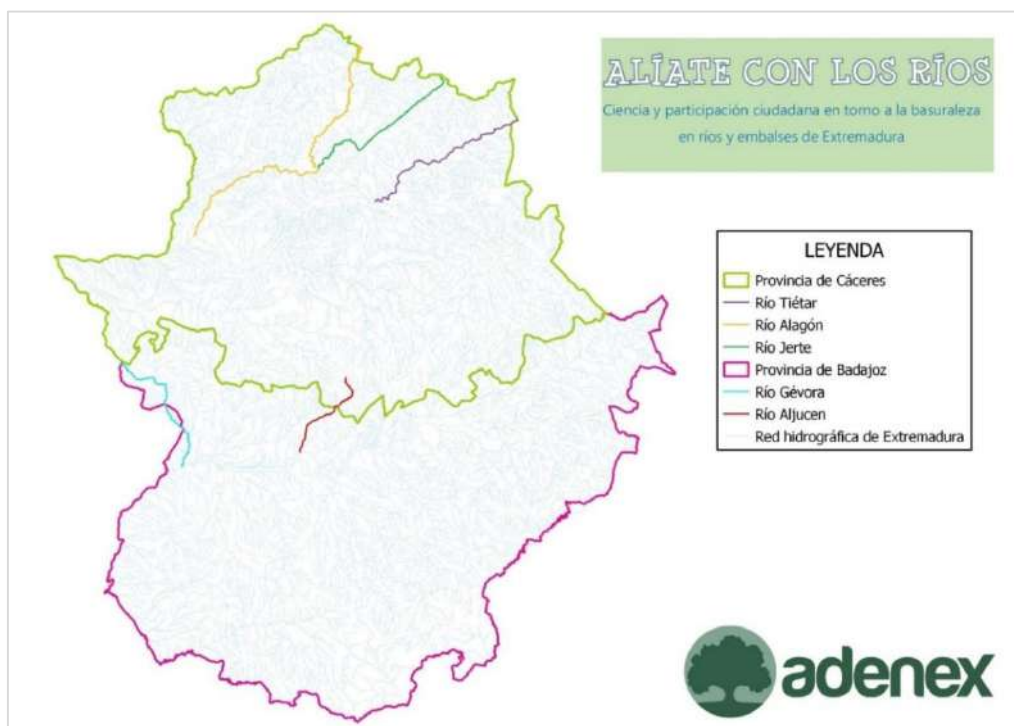 ALÍATE CON LOS RÍOS
Ciencia y participación ciudadana en torno a la basuraleza
en ríos y embalses de Extremadura
LEYENDA
Provincia de Cáceres
Río Tiétar
Río Alagón
Río Jerte
Provincia de Badajoz
Río Gévora
Río Aljucen
Red hidrográfica de Extremadura
adenex